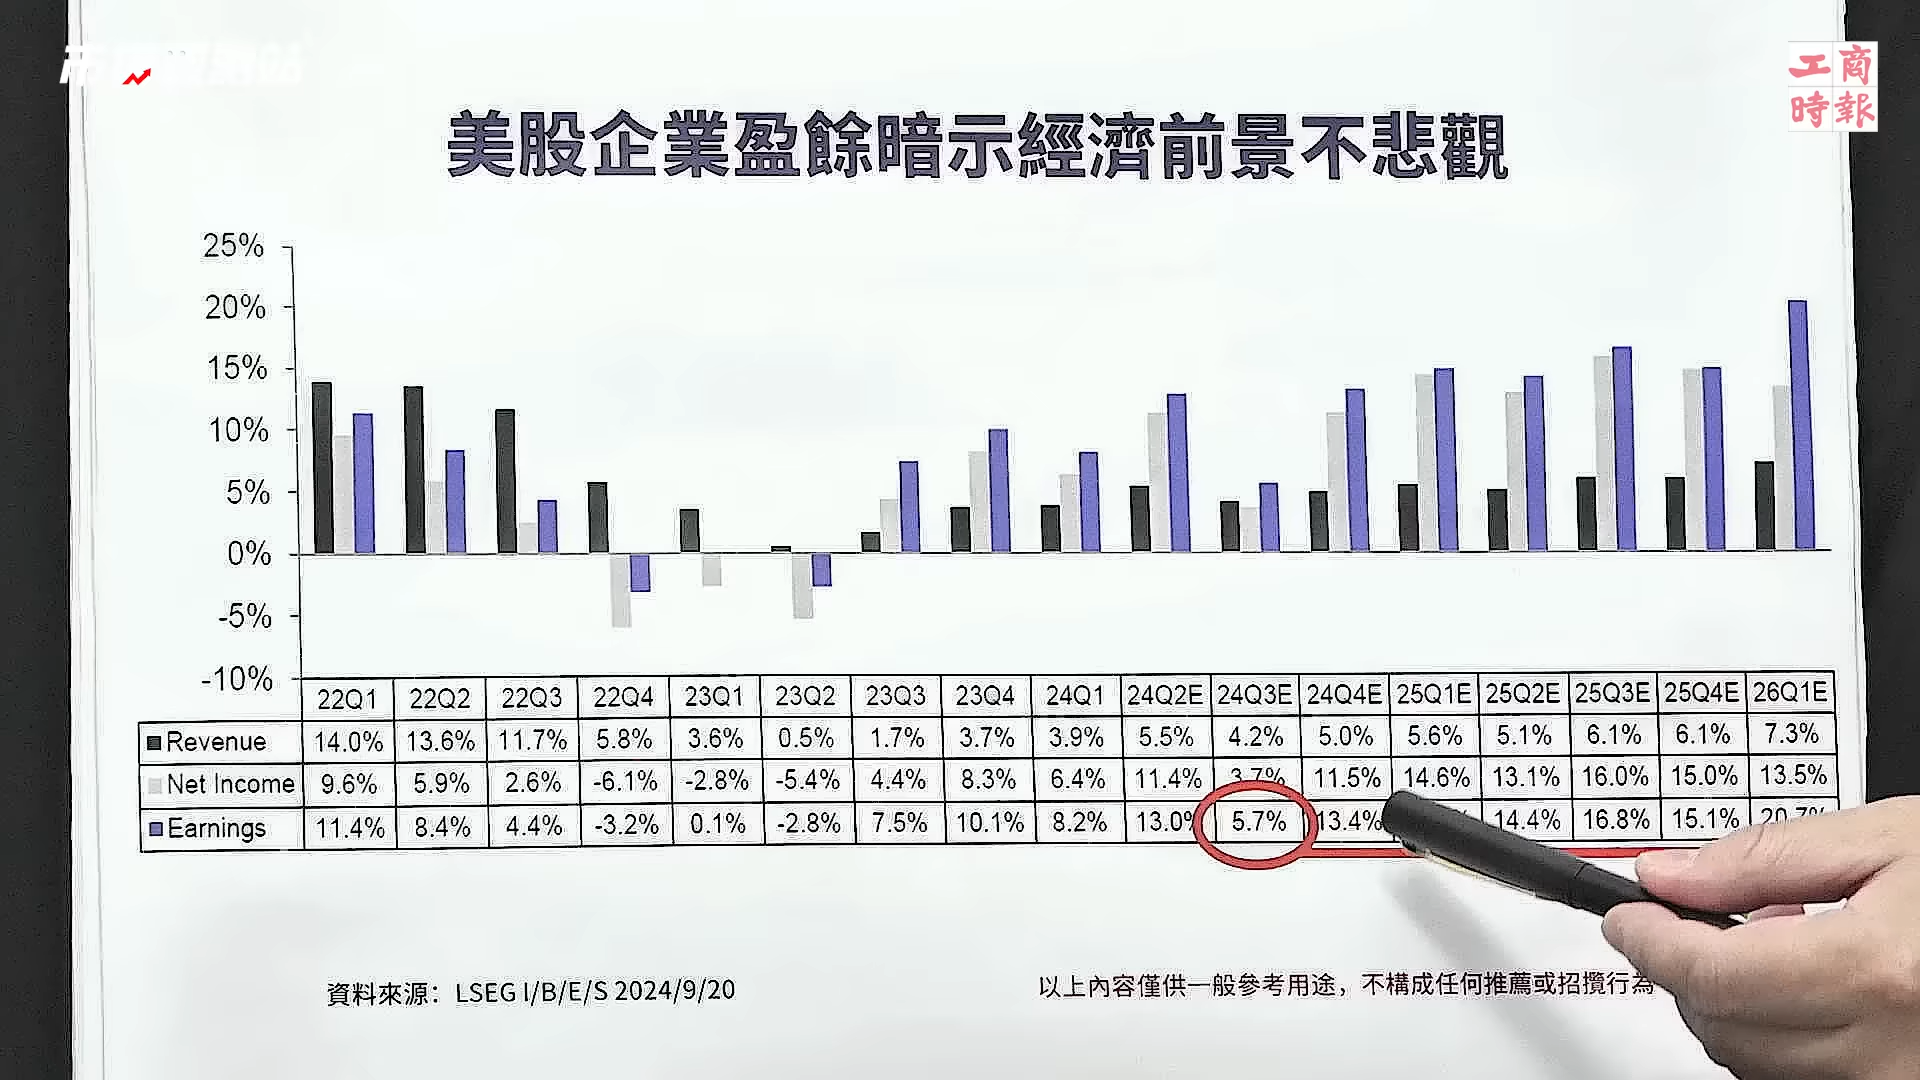 工商
時報
美股企業盈餘暗示經濟前景不悲觀
25%
20%
15%
10%
5%
0%
-5%
-10%
22Q1 22Q2 22Q3 22Q4 23Q1 23Q2 23Q3 23Q4 24Q1 24Q2E 24Q3E 24Q4E 25Q1E 25Q2E 25Q3E 25Q4E 26Q1E
Revenue 14.0% 13.6% 11.7% 5.8% 3.6% 0.5% 1.7% 3.7% 3.9% 5.5% 4.2% 5.0% 5.6% 5.1% 6.1% 6.1% 7.3%
Net Income 9.6% 5.9% 2.6% -6.1% -2.8% -5.4% 4.4% 8.3% 6.4% 11.4% 3.7% 11.5% 14.6% 13.1% 16.0% 15.0% 13.5%
Earnings 11.4% 8.4% 4.4% -3.2% 0.1% -2.8% 7.5% 10.1% 8.2% 13.0% 5.7% 13.4% 14.4% 16.8% 15.1% 20.7%
資料來源：LSEG I/B/E/S 2024/9/20
以上內容僅供一般參考用途，不構成任何推薦或招攬行為